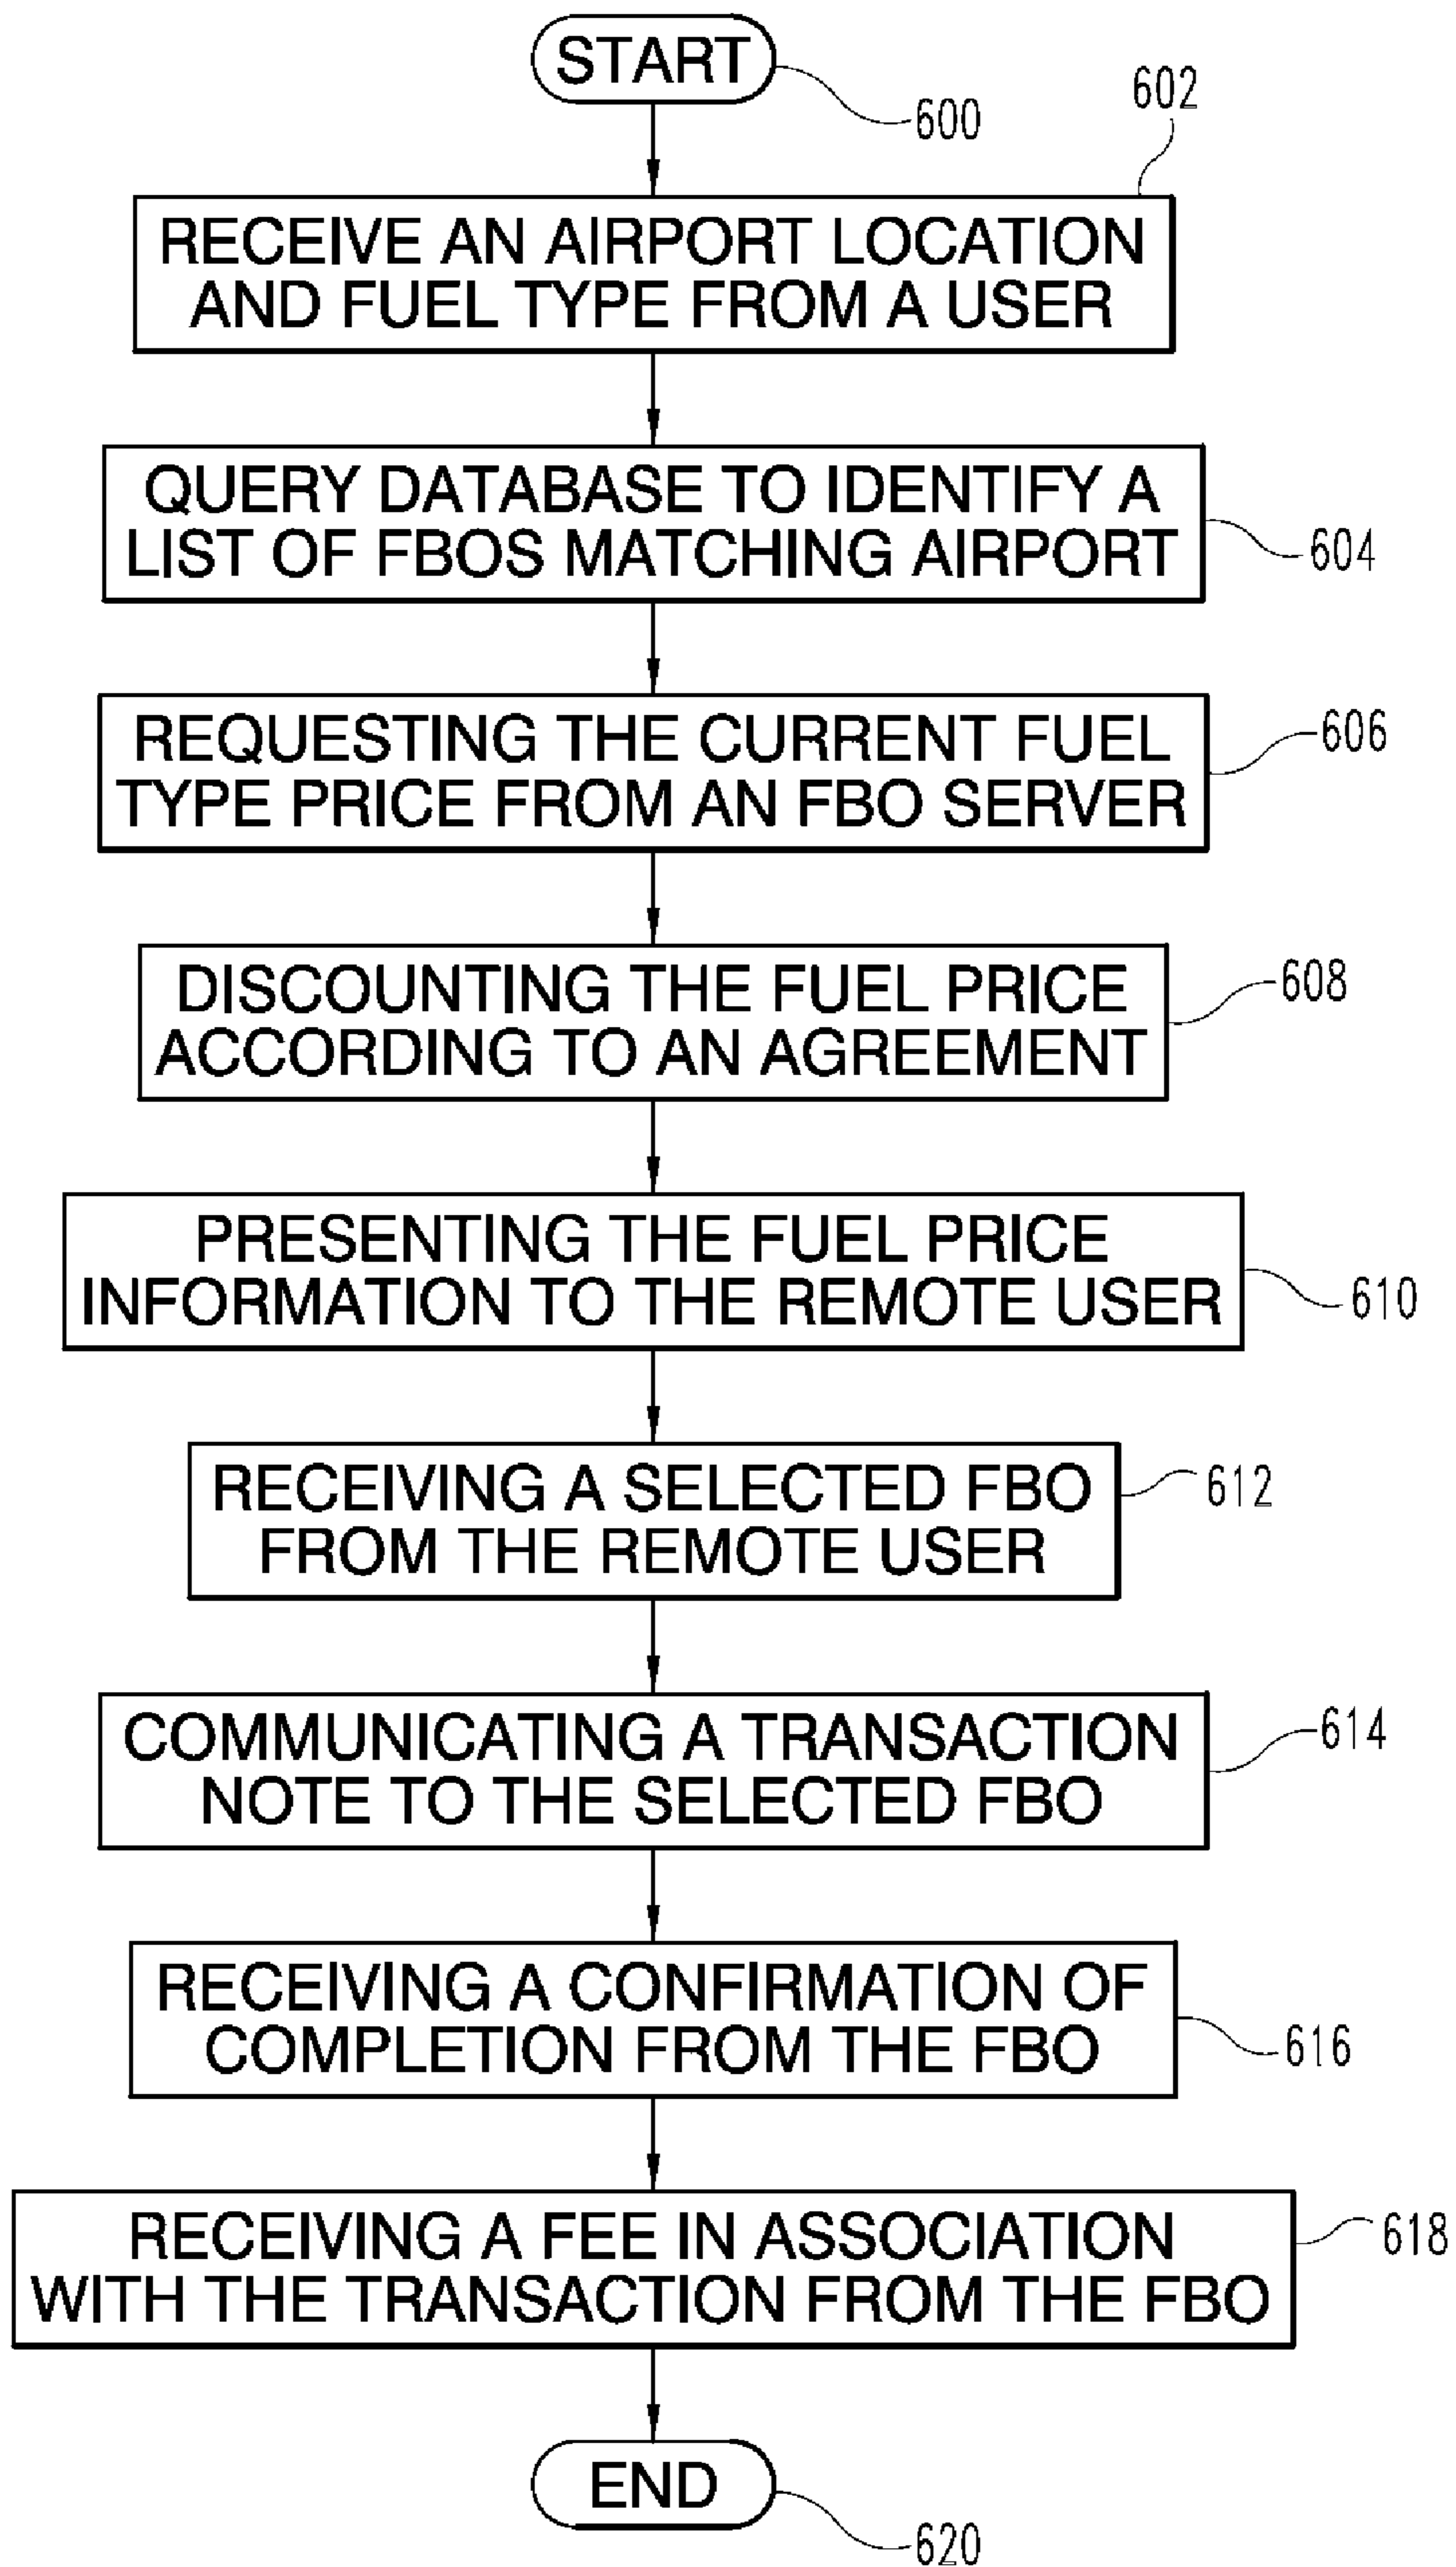 START
600
602
RECEIVE AN AIRPORT LOCATION
AND FUEL TYPE FROM A USER
QUERY DATABASE TO IDENTIFY A
LIST OF FBOS MATCHING AIRPORT
604
REQUESTING THE CURRENT FUEL
TYPE PRICE FROM AN FBO SERVER
606
DISCOUNTING THE FUEL PRICE
ACCORDING TO AN AGREEMENT
608
PRESENTING THE FUEL PRICE
INFORMATION TO THE REMOTE USER
610
RECEIVING A SELECTED FBO
FROM THE REMOTE USER
612
COMMUNICATING A TRANSACTION
NOTE TO THE SELECTED FBO
614
RECEIVING A CONFIRMATION OF
COMPLETION FROM THE FBO
616
RECEIVING A FEE IN ASSOCIATION
WITH THE TRANSACTION FROM THE FBO
618
END
620